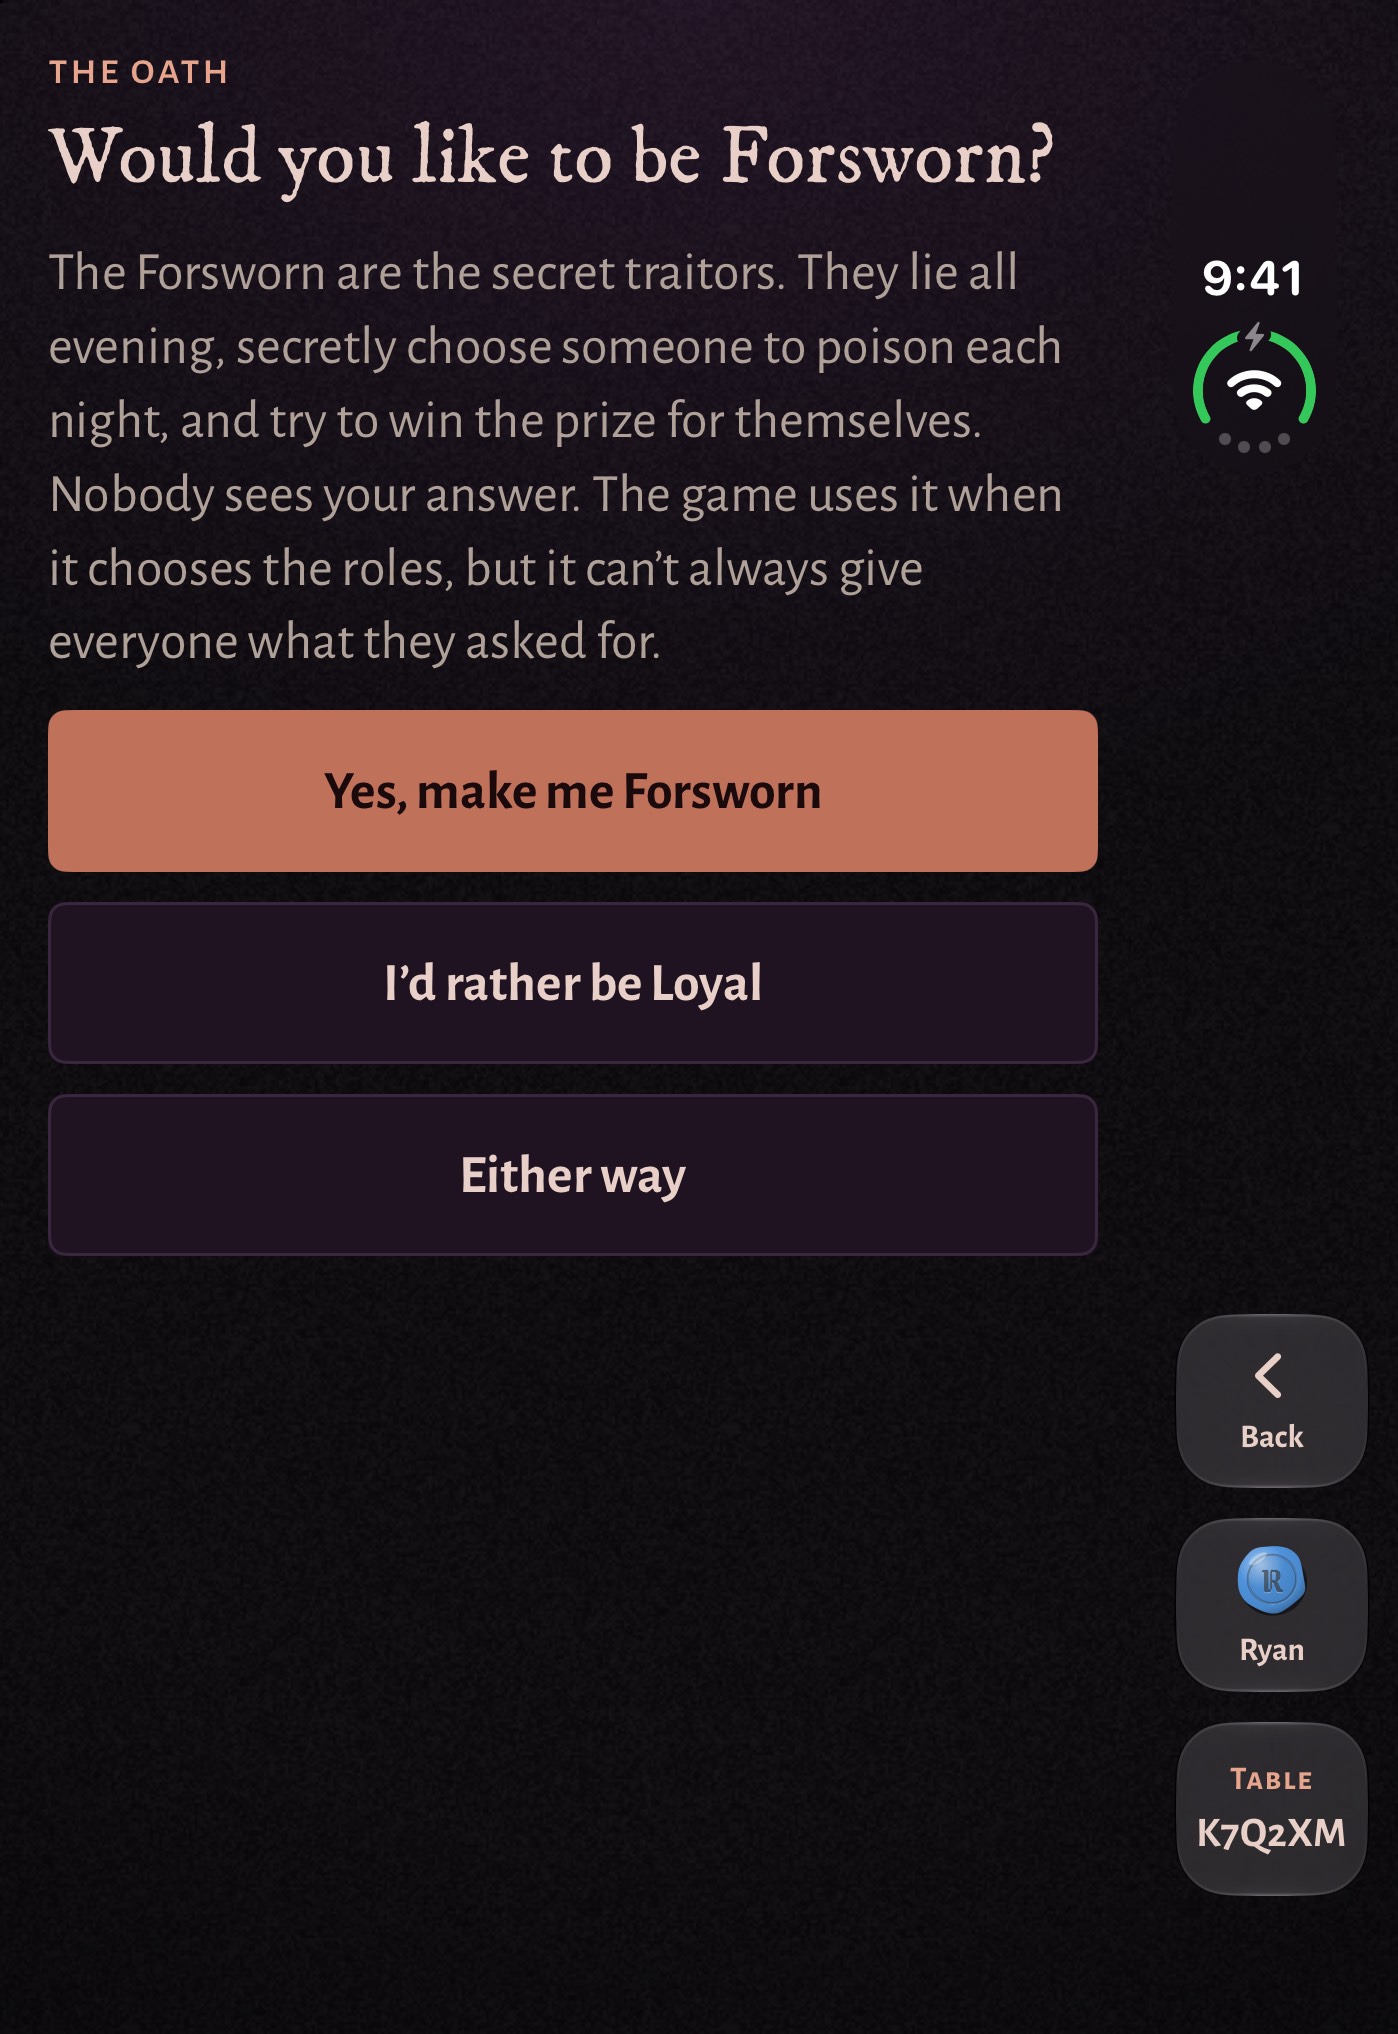 THE OATH
Would you like to be Forsworn?
The Forsworn are the secret traitors. They lie all
evening, secretly choose someone to poison each
night, and try to win the prize for themselves.
Nobody sees your answer. The game uses it when
it chooses the roles, but it can’t always give
everyone what they asked for.
9:41
Yes, make me Forsworn
I’d rather be Loyal
Either way
Back
R
Ryan
TABLE
K7Q2XM